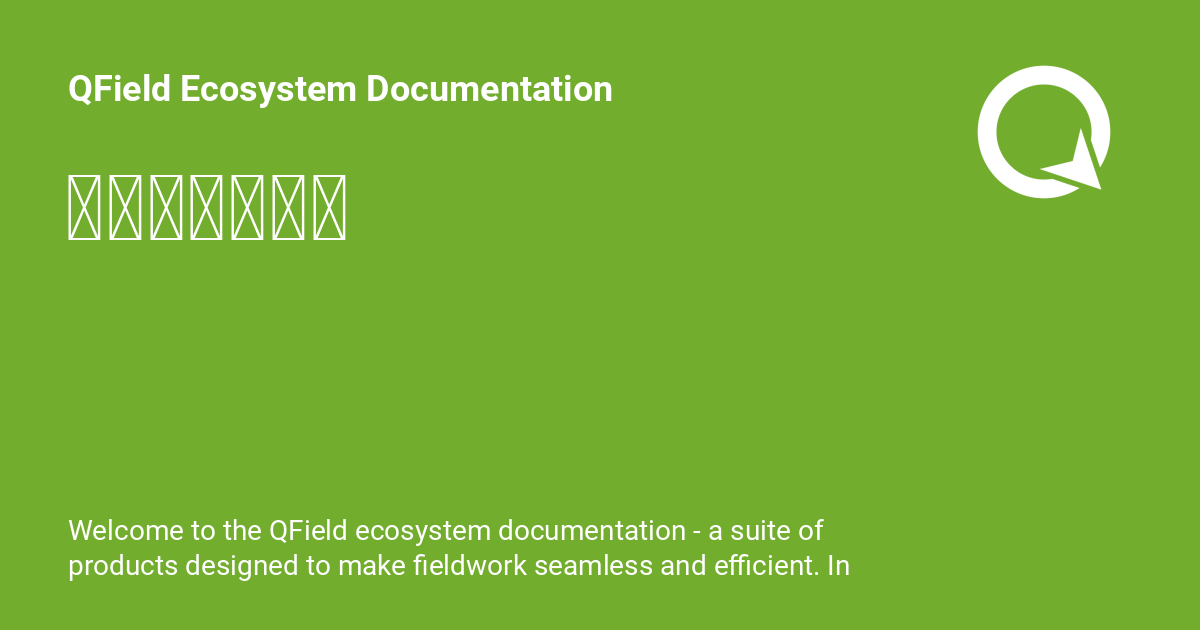 QField Ecosystem Documentation
Welcome to the QField ecosystem documentation - a suite of
products designed to make fieldwork seamless and efficient. In